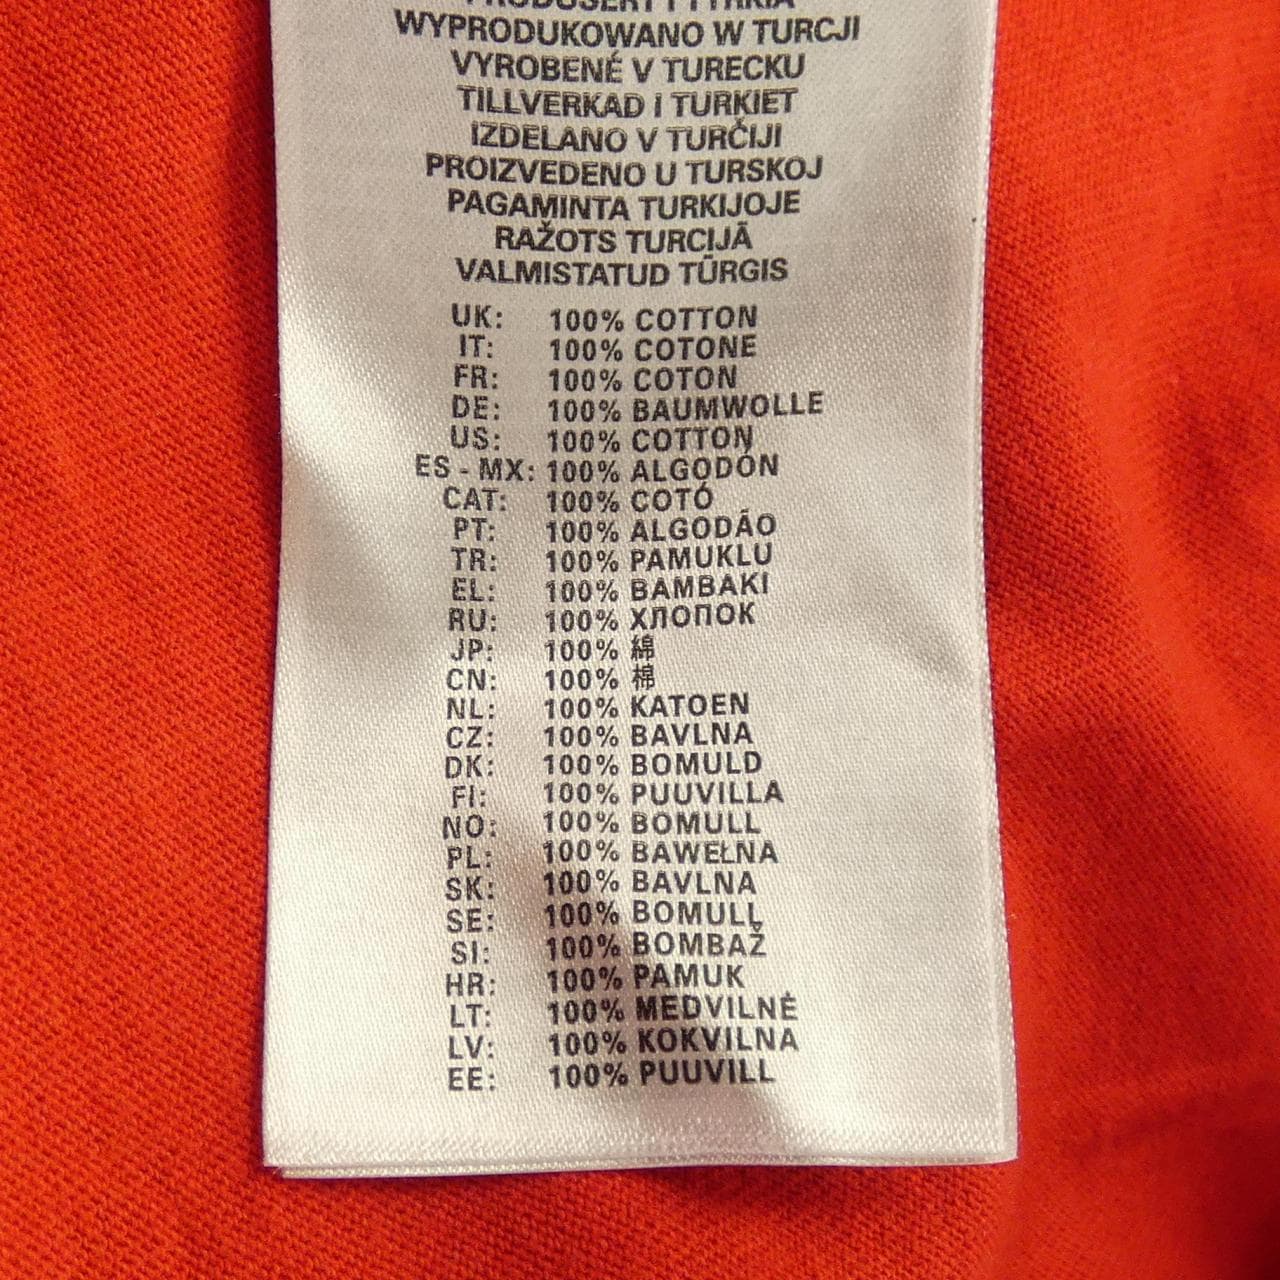 PRODUSERT I TYRKIA
WYPRODUKOWANO W TURCJI
VYROBENÉ V TURECKU
TILLVERKAD I TURKIET
IZDELANO V TURČIJI
PROIZVEDENO U TURSKOJ
PAGAMINTA TURKIJOJE
RAŽOTS TURCIJĀ
VALMISTATUD TŪRGIS
UK: 100% COTTON
IT: 100% COTONE
FR: 100% COTON
DE: 100% BAUMWOLLE
US: 100% COTTON
ES - MX: 100% ALGODÓN
CAT: 100% COTÓ
PT: 100% ALGODÃO
TR: 100% PAMUKLU
EL: 100% BAMBAKI
RU: 100% ХЛОПОК
JP: 100% 綿
CN: 100% 棉
NL: 100% KATOEN
CZ: 100% BAVLNA
DK: 100% BOMULD
FI: 100% PUUVILLA
NO: 100% BOMULL
PL: 100% BAWEŁNA
SK: 100% BAVLNA
SE: 100% BOMULL
SI: 100% BOMBAŽ
HR: 100% PAMUK
LT: 100% MEDVILNĖ
LV: 100% KOKVILNA
EE: 100% PUUVILL